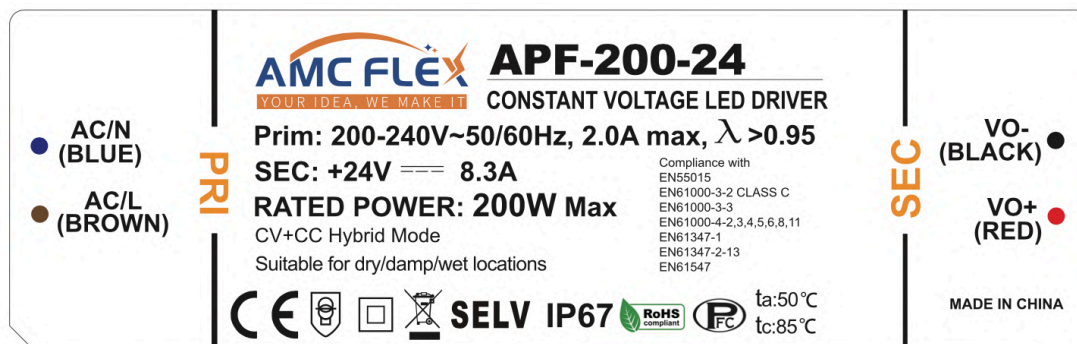 AC/N
(BLUE)
AC/L
(BROWN)
PRI
AMC FLEX
YOUR IDEA, WE MAKE IT
APF-200-24
CONSTANT VOLTAGE LED DRIVER
Prim: 200-240V~50/60Hz, 2.0A max, λ >0.95
SEC: +24V ⎓ 8.3A
RATED POWER: 200W Max
CV+CC Hybrid Mode
Suitable for dry/damp/wet locations
Compliance with
EN55015
EN61000-3-2 CLASS C
EN61000-3-3
EN61000-4-2,3,4,5,6,8,11
EN61347-1
EN61347-2-13
EN61547
CE SELV IP67 RoHS compliant PFC
ta:50℃
tc:85℃
SEC
VO-
(BLACK)
VO+
(RED)
MADE IN CHINA